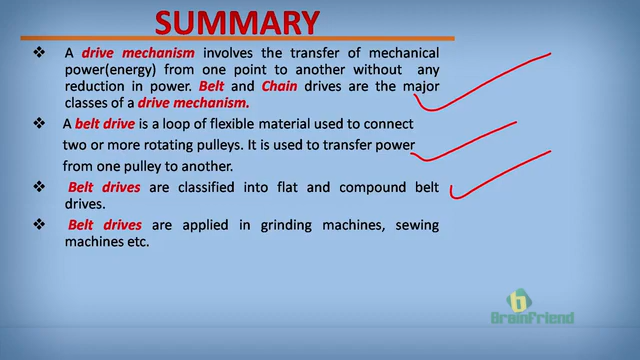 SUMMARY
❖ A drive mechanism involves the transfer of mechanical
power(energy) from one point to another without any
reduction in power. Belt and Chain drives are the major
classes of a drive mechanism.
❖ A belt drive is a loop of flexible material used to connect
two or more rotating pulleys. It is used to transfer power
from one pulley to another.
❖ Belt drives are classified into flat and compound belt
drives.
❖ Belt drives are applied in grinding machines, sewing
machines etc.
b
BrainFriend